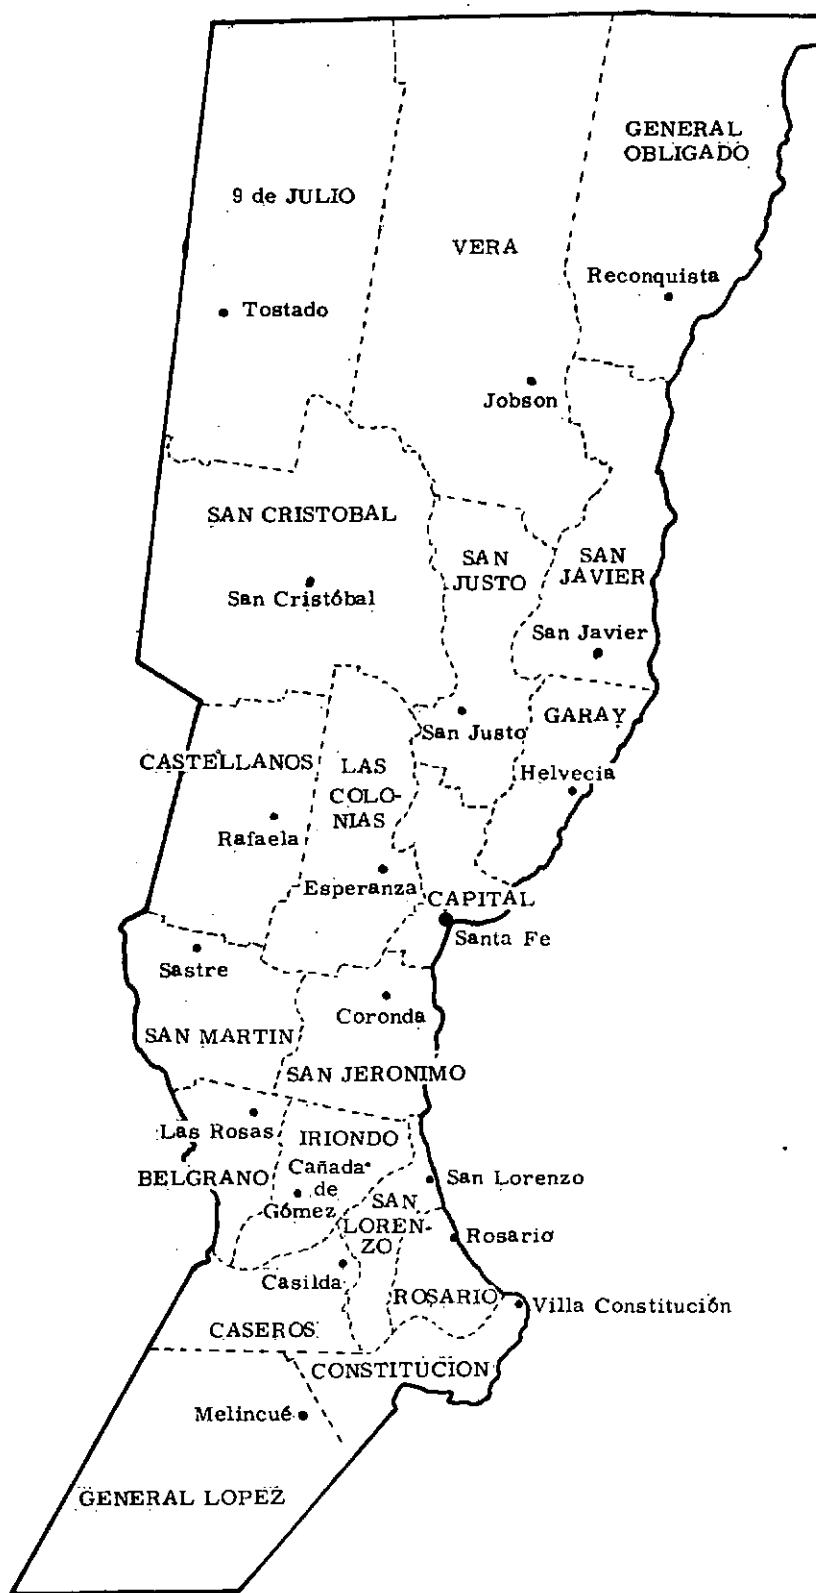 GENERAL
OBLIGADO
9 de JULIO
VERA
Reconquista
Tostado
Jobson
SAN CRISTOBAL
SAN
JUSTO
SAN
JAVIER
San Cristóbal
San Javier
San Justo
GARAY
CASTELLANOS
LAS
COLO-
NIAS
Helvecia
Rafaela
Esperanza
CAPITAL
Santa Fe
Sastre
Coronda
SAN MARTIN
SAN JERONIMO
Las Rosas
IRIONDO
BELGRANO
Cañada
de
Gómez
San Lorenzo
SAN
LOREN-
ZO
Rosario
Casilda
ROSARIO
Villa Constitución
CASEROS
CONSTITUCION
Melincué
GENERAL LOPEZ